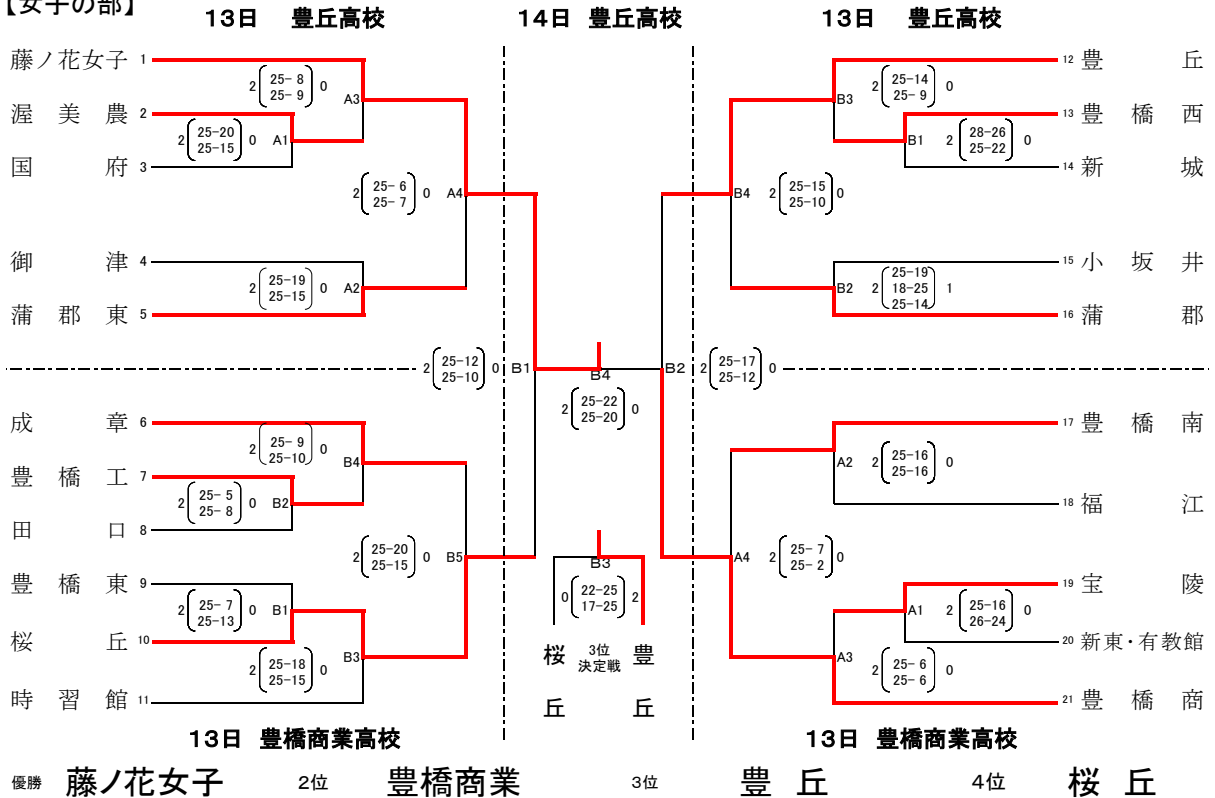 【女子の部】
13日 豊丘高校 14日 豊丘高校 13日 豊丘高校
藤ノ花女子 1
渥美農 2
国府 3
御津 4
蒲郡東 5
成章 6
豊橋工 7
田口 8
豊橋東 9
桜丘 10
時習館 11
2 25-8 25-9 0 A3
2 25-20 25-15 0 A1
2 25-6 25-7 0 A4
2 25-19 25-15 0 A2
2 25-12 25-10 0 B1
2 25-9 25-10 0 B4
2 25-5 25-8 0 B2
2 25-20 25-15 0 B5
2 25-7 25-13 0 B1
2 25-18 25-15 0 B3
B4
2 25-22 25-20 0
B3
0 22-25 17-25 2
桜丘 3位決定戦 豊丘
12 豊丘
13 豊橋西
14 新城
15 小坂井
16 蒲郡
17 豊橋南
18 福江
19 宝陵
20 新東・有教館
21 豊橋商
B3 2 25-14 25-9 0
B1 2 28-26 25-22 0
B4 2 25-15 25-10 0
B2 2 25-19 18-25 25-14 1
B2 2 25-17 25-12 0
A2 2 25-16 25-16 0
A4 2 25-7 25-2 0
A1 2 25-16 26-24 0
A3 2 25-6 25-6 0
13日 豊橋商業高校 13日 豊橋商業高校
優勝 藤ノ花女子 2位 豊橋商業 3位 豊丘 4位 桜丘